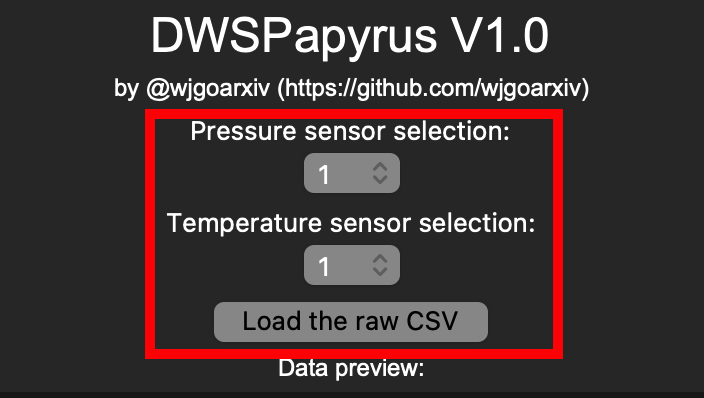 DWSPapyrus V1.0
by @wjgoarxiv (https://github.com/wjgoarxiv)
Pressure sensor selection:
1
Temperature sensor selection:
1
Load the raw CSV
Data preview: